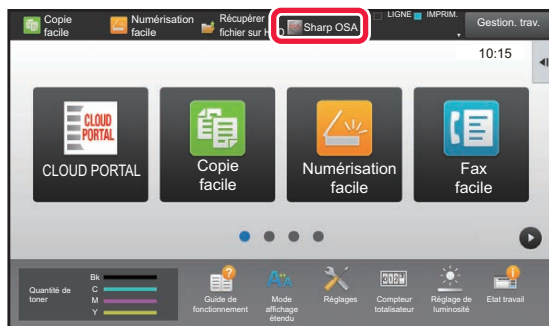 Copie
facile
Numérisation
facile
Récupérer
fichier sur H D
Sharp OSA
LIGNE
IMPRIM.
Gestion. trav.
10:15
CLOUD
PORTAL
CLOUD PORTAL
Copie
facile
Numérisation
facile
Fax
facile
Quantité de
toner
Bk
C
M
Y
Guide de
fonctionnement
Mode
affichage
étendu
Réglages
Compteur
totalisateur
Réglage de
luminosité
Etat travail